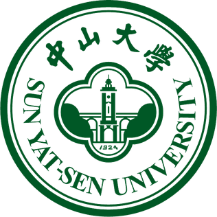 中山大學
1924
SUN YAT-SEN UNIVERSITY